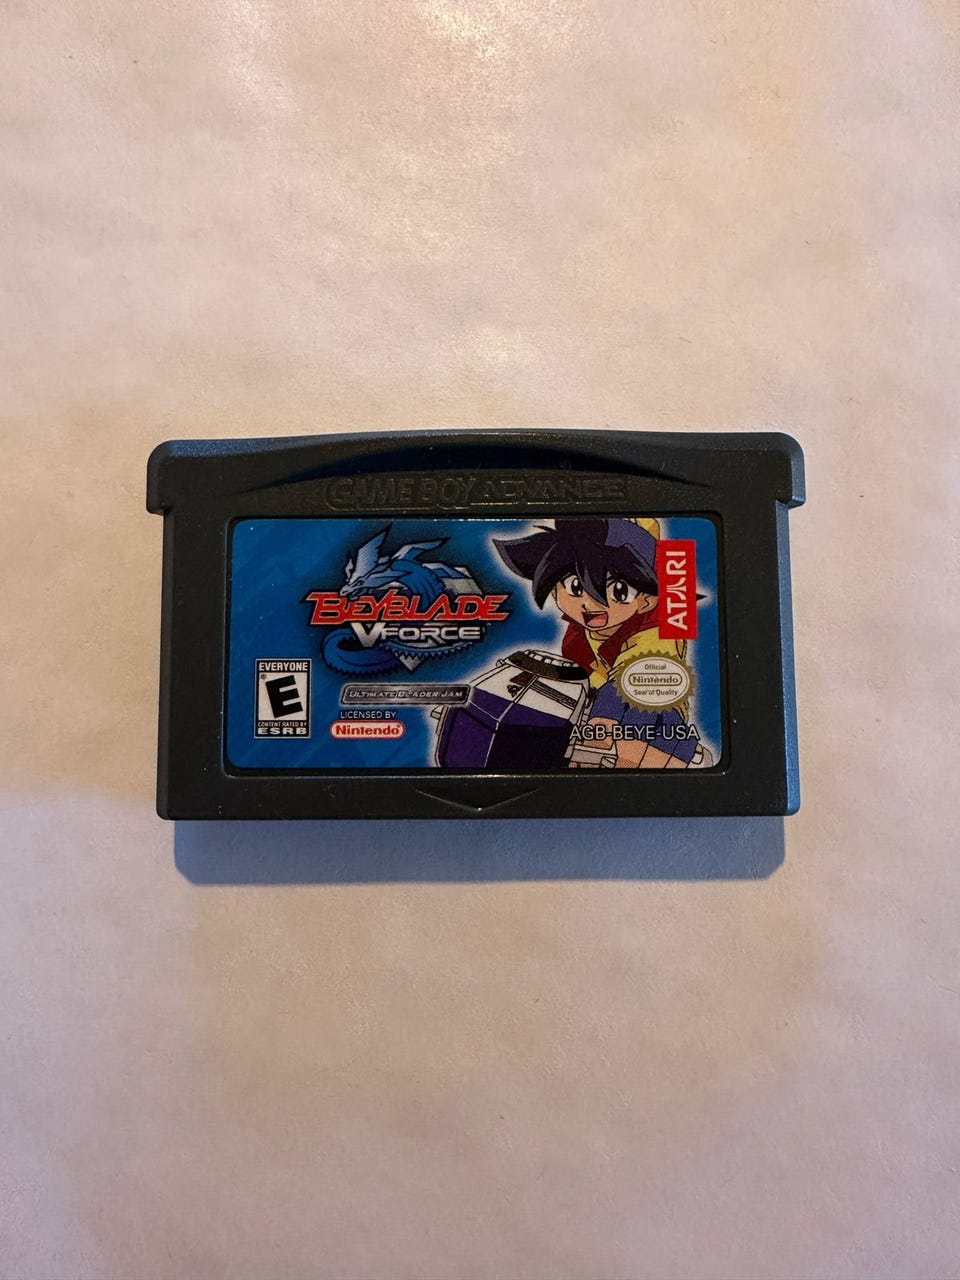 GAME BOY ADVANCE
BEYBLADE
VFORCE
ULTIMATE BLADER JAM
LICENSED BY
Nintendo
EVERYONE
E
®
CONTENT RATED BY
ESRB
ATARI
Official
Nintendo
Seal of Quality
AGB-BEYE-USA